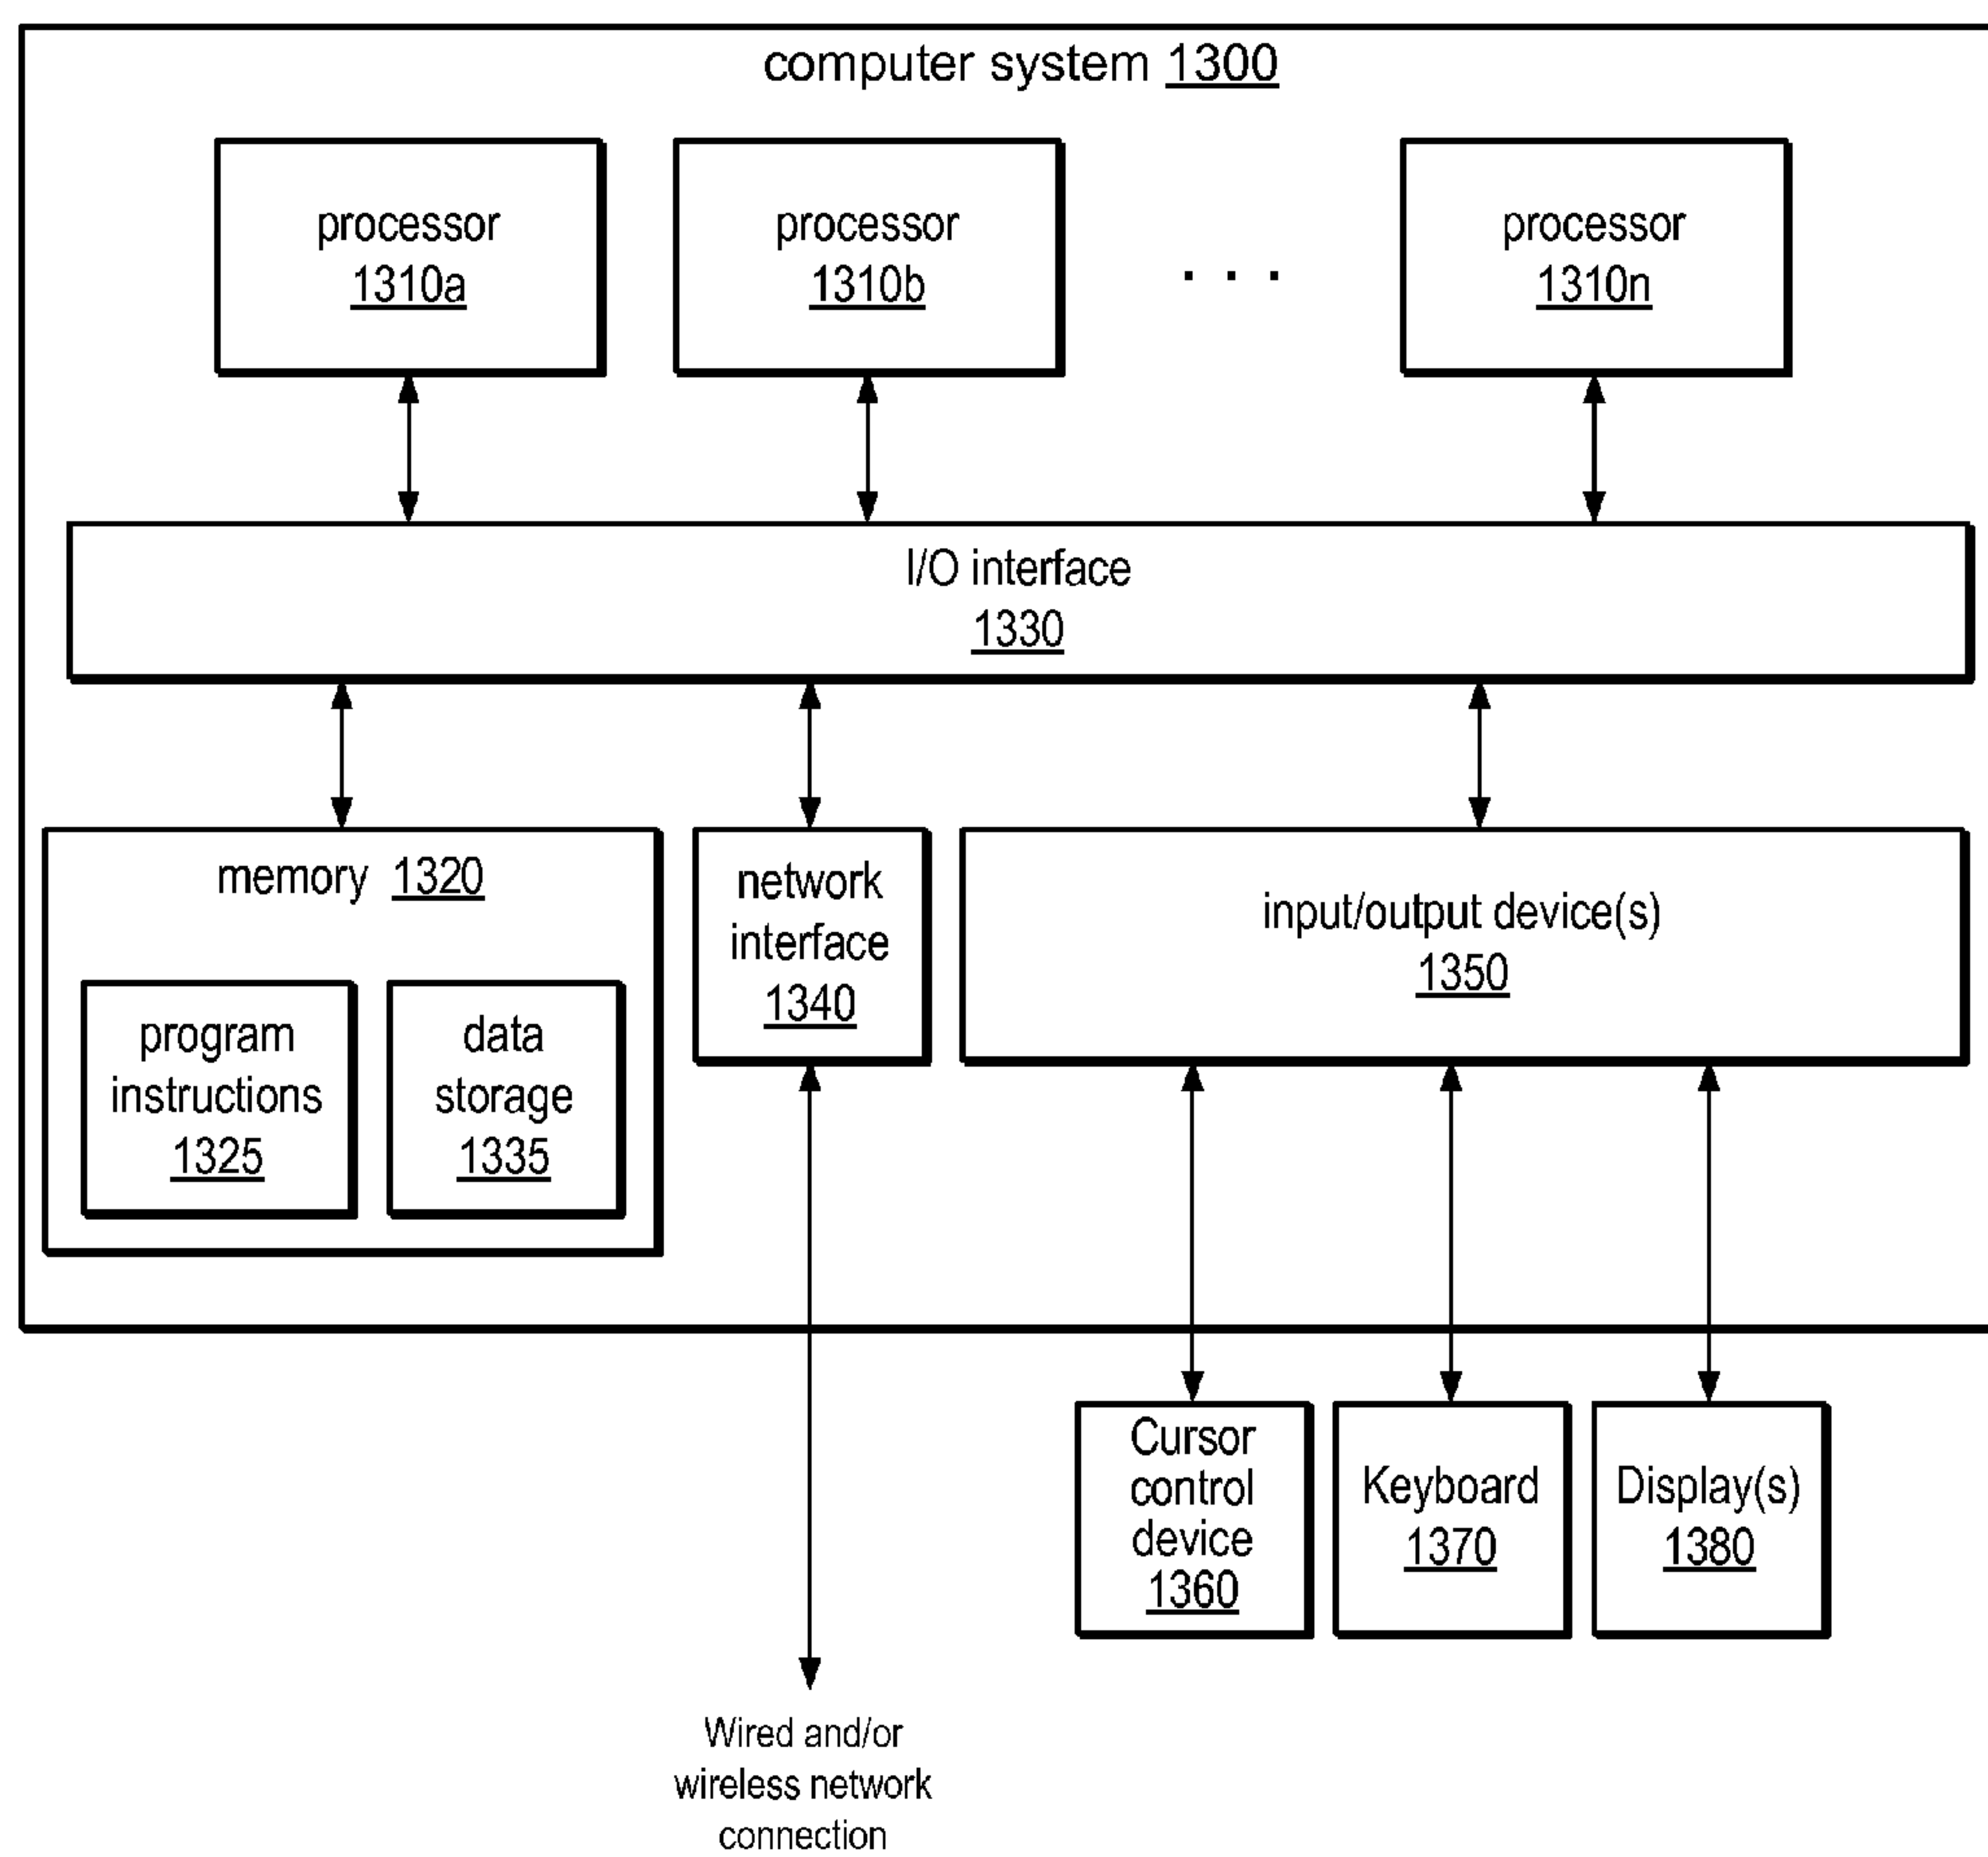 computer system 1300
processor
1310a
processor
1310b
. . .
processor
1310n
I/O interface
1330
memory 1320
program
instructions
1325
data
storage
1335
network
interface
1340
input/output device(s)
1350
Cursor
control
device
1360
Keyboard
1370
Display(s)
1380
Wired and/or
wireless network
connection